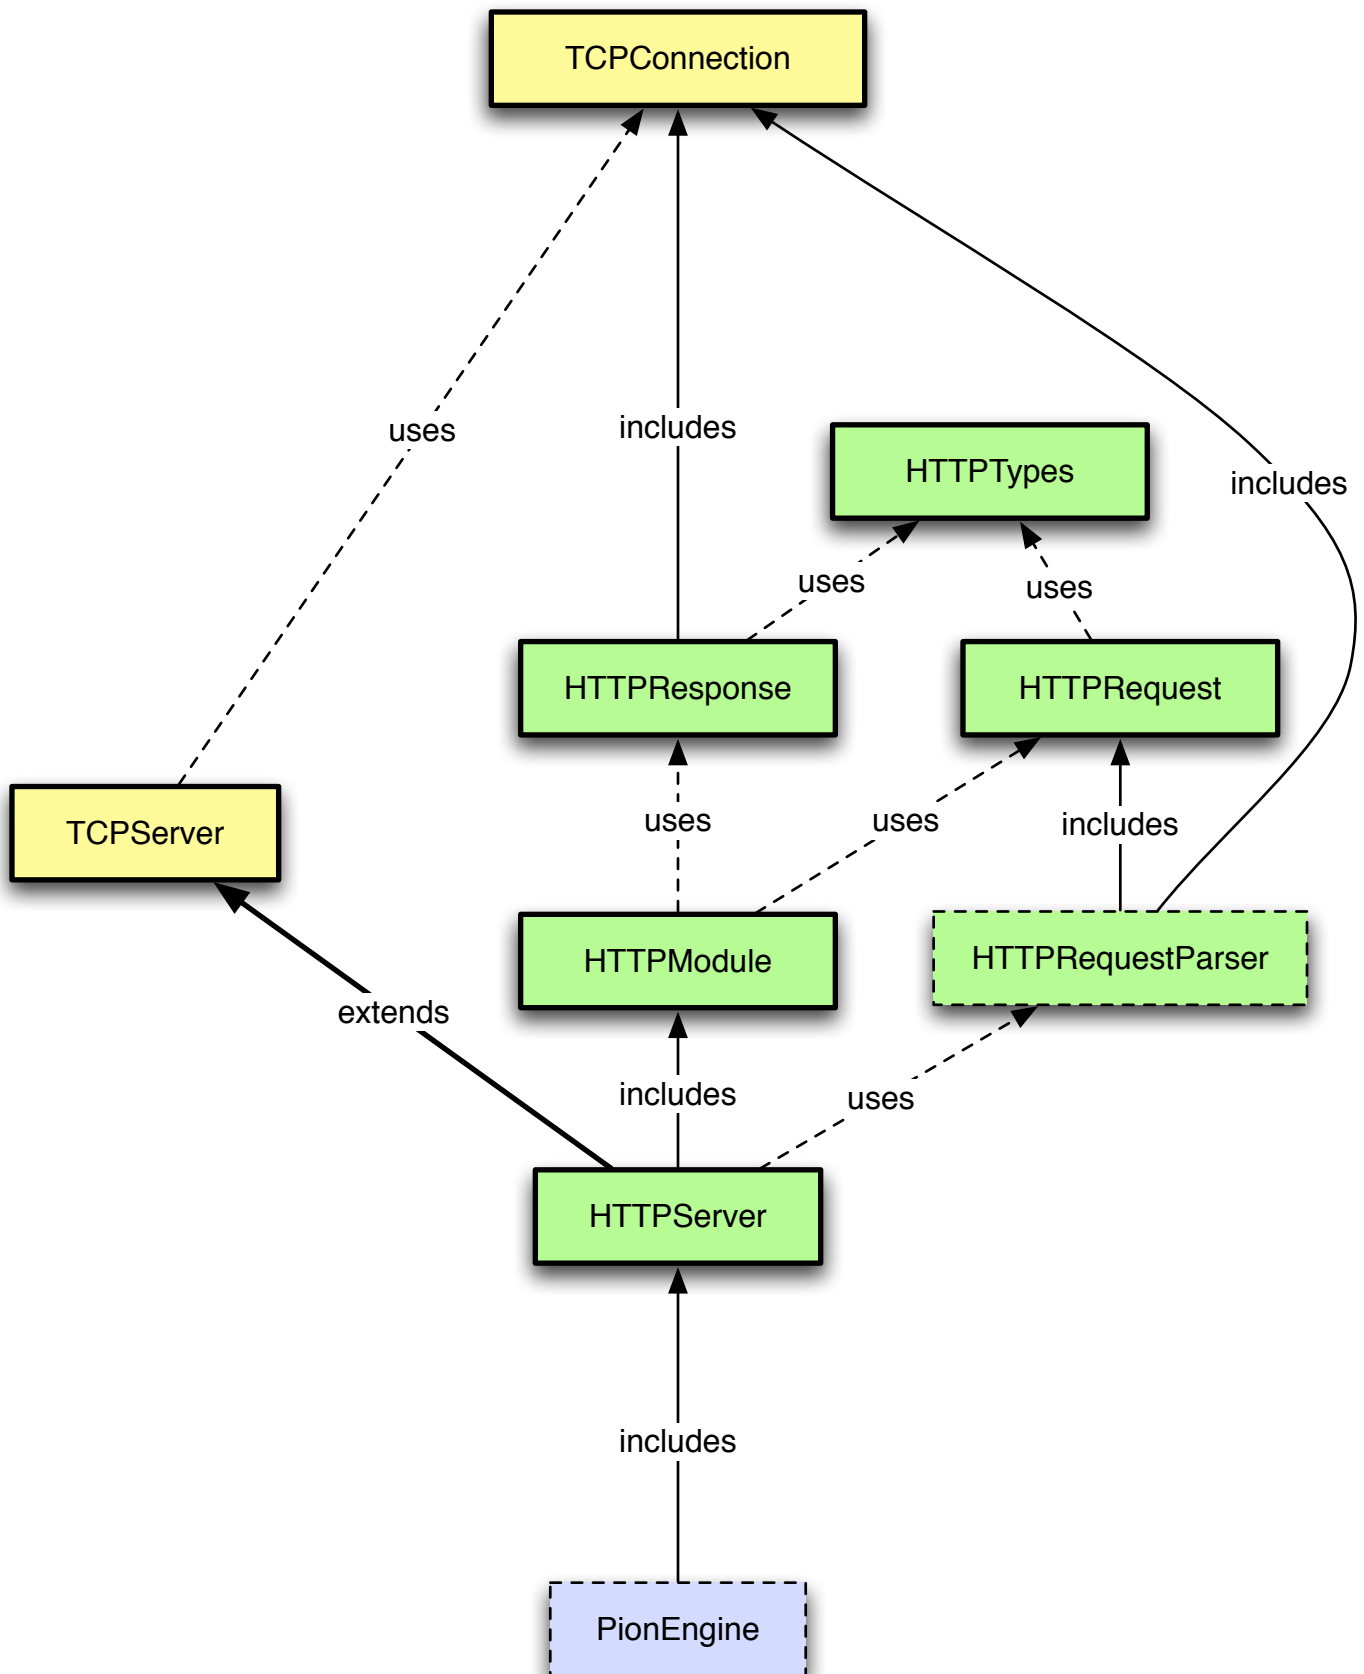 TCPConnection
uses
includes
HTTPTypes
includes
uses
uses
HTTPResponse
HTTPRequest
TCPServer
uses
uses
includes
HTTPModule
HTTPRequestParser
extends
includes
uses
HTTPServer
includes
PionEngine